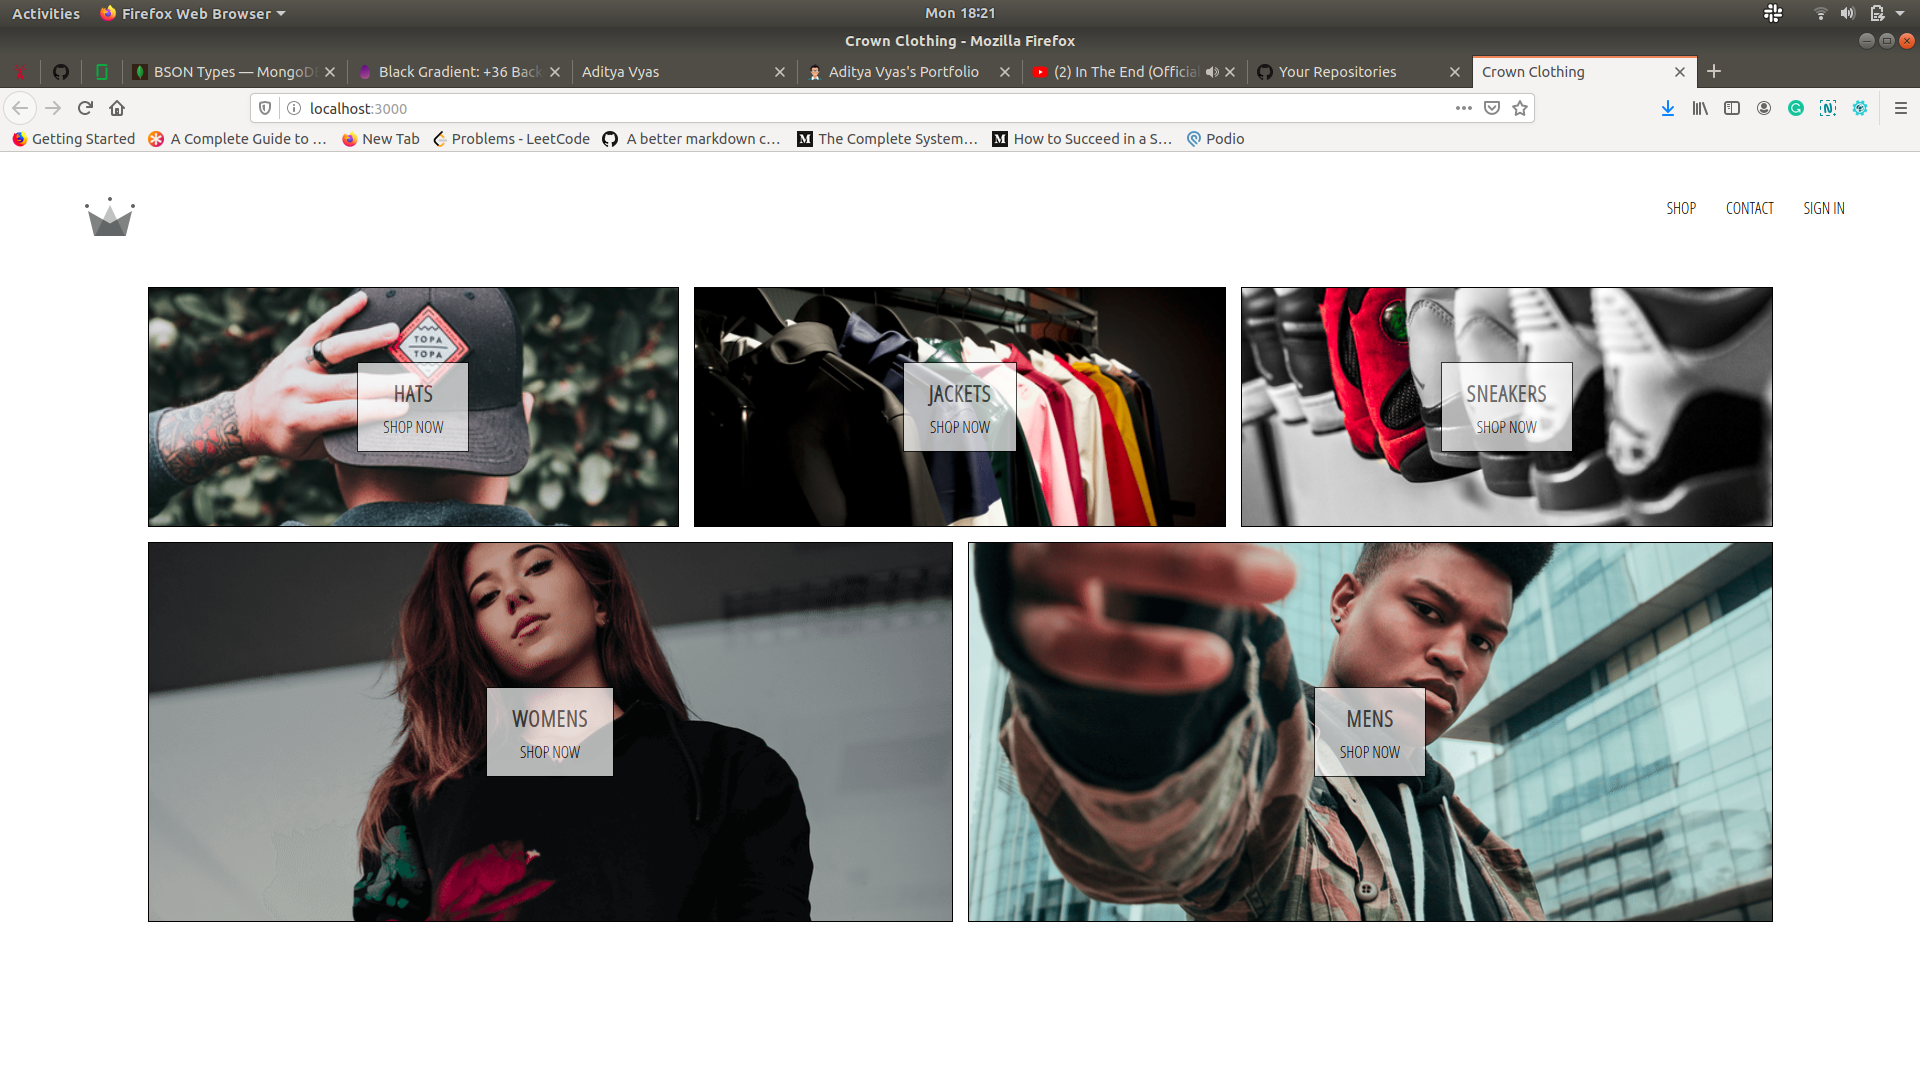 Activities Firefox Web Browser Mon 18:21
Crown Clothing - Mozilla Firefox
BSON Types — MongoDB Black Gradient: +36 Back Aditya Vyas Aditya Vyas's Portfolio (2) In The End (Official Your Repositories Crown Clothing
localhost:3000
Getting Started A Complete Guide to … New Tab Problems - LeetCode A better markdown c… The Complete System… How to Succeed in a S… Podio
SHOP CONTACT SIGN IN
TOPA
TOPA
HATS
SHOP NOW
JACKETS
SHOP NOW
SNEAKERS
SHOP NOW
WOMENS
SHOP NOW
MENS
SHOP NOW